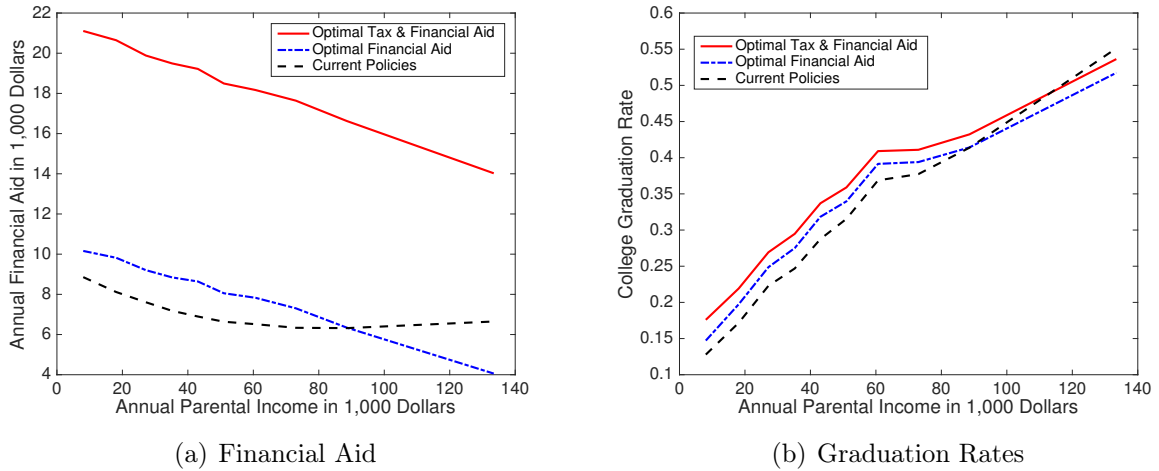 22
20
18
16
14
12
10
8
6
4
Annual Financial Aid in 1,000 Dollars
Optimal Tax & Financial Aid
Optimal Financial Aid
Current Policies
0 20 40 60 80 100 120 140
Annual Parental Income in 1,000 Dollars
(a) Financial Aid
0.6
0.55
0.5
0.45
0.4
0.35
0.3
0.25
0.2
0.15
0.1
College Graduation Rate
Optimal Tax & Financial Aid
Optimal Financial Aid
Current Policies
0 20 40 60 80 100 120 140
Annual Parental Income in 1,000 Dollars
(b) Graduation Rates